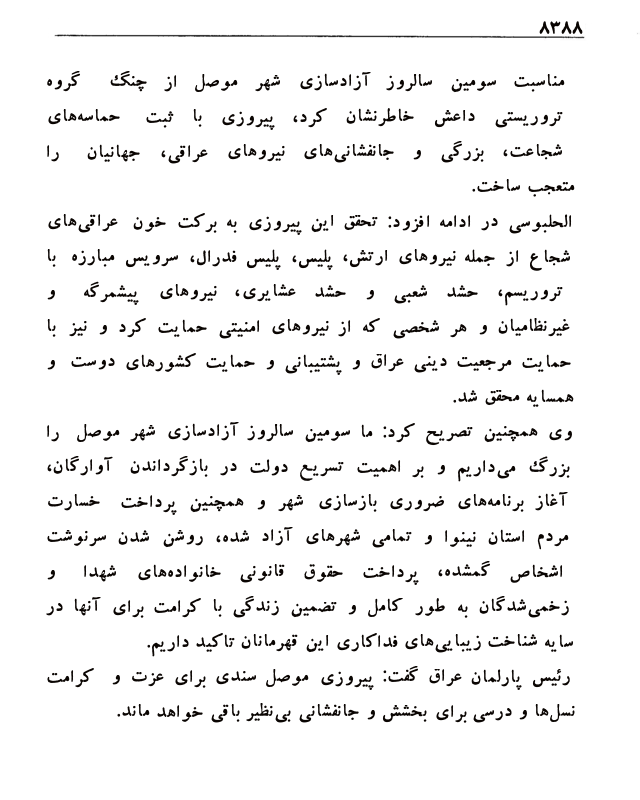 ۸۳۸۸
مناسبت سومین سالروز آزادسازی شهر موصل از چنگ گروه
تروریستی داعش خاطرنشان کرد، پیروزی با ثبت حماسه‌های
شجاعت، بزرگی و جانفشانی‌های نیروهای عراقی، جهانیان را
متعجب ساخت.
الحلبوسی در ادامه افزود: تحقق این پیروزی به برکت خون عراقی‌های
شجاع از جمله نیروهای ارتش، پلیس، پلیس فدرال، سرویس مبارزه با
تروریسم، حشد شعبی و حشد عشایری، نیروهای پیشمرگه و
غیرنظامیان و هر شخصی که از نیروهای امنیتی حمایت کرد و نیز با
حمایت مرجعیت دینی عراق و پشتیبانی و حمایت کشورهای دوست و
همسایه محقق شد.
وی همچنین تصریح کرد: ما سومین سالروز آزادسازی شهر موصل را
بزرگ می‌داریم و بر اهمیت تسریع دولت در بازگرداندن آوارگان،
آغاز برنامه‌های ضروری بازسازی شهر و همچنین پرداخت خسارت
مردم استان نینوا و تمامی شهرهای آزاد شده، روشن شدن سرنوشت
اشخاص گمشده، پرداخت حقوق قانونی خانواده‌های شهدا و
زخمی‌شدگان به طور کامل و تضمین زندگی با کرامت برای آنها در
سایه شناخت زیبایی‌های فداکاری این قهرمانان تاکید داریم.
رئیس پارلمان عراق گفت: پیروزی موصل سندی برای عزت و کرامت
نسل‌ها و درسی برای بخشش و جانفشانی بی‌نظیر باقی خواهد ماند.